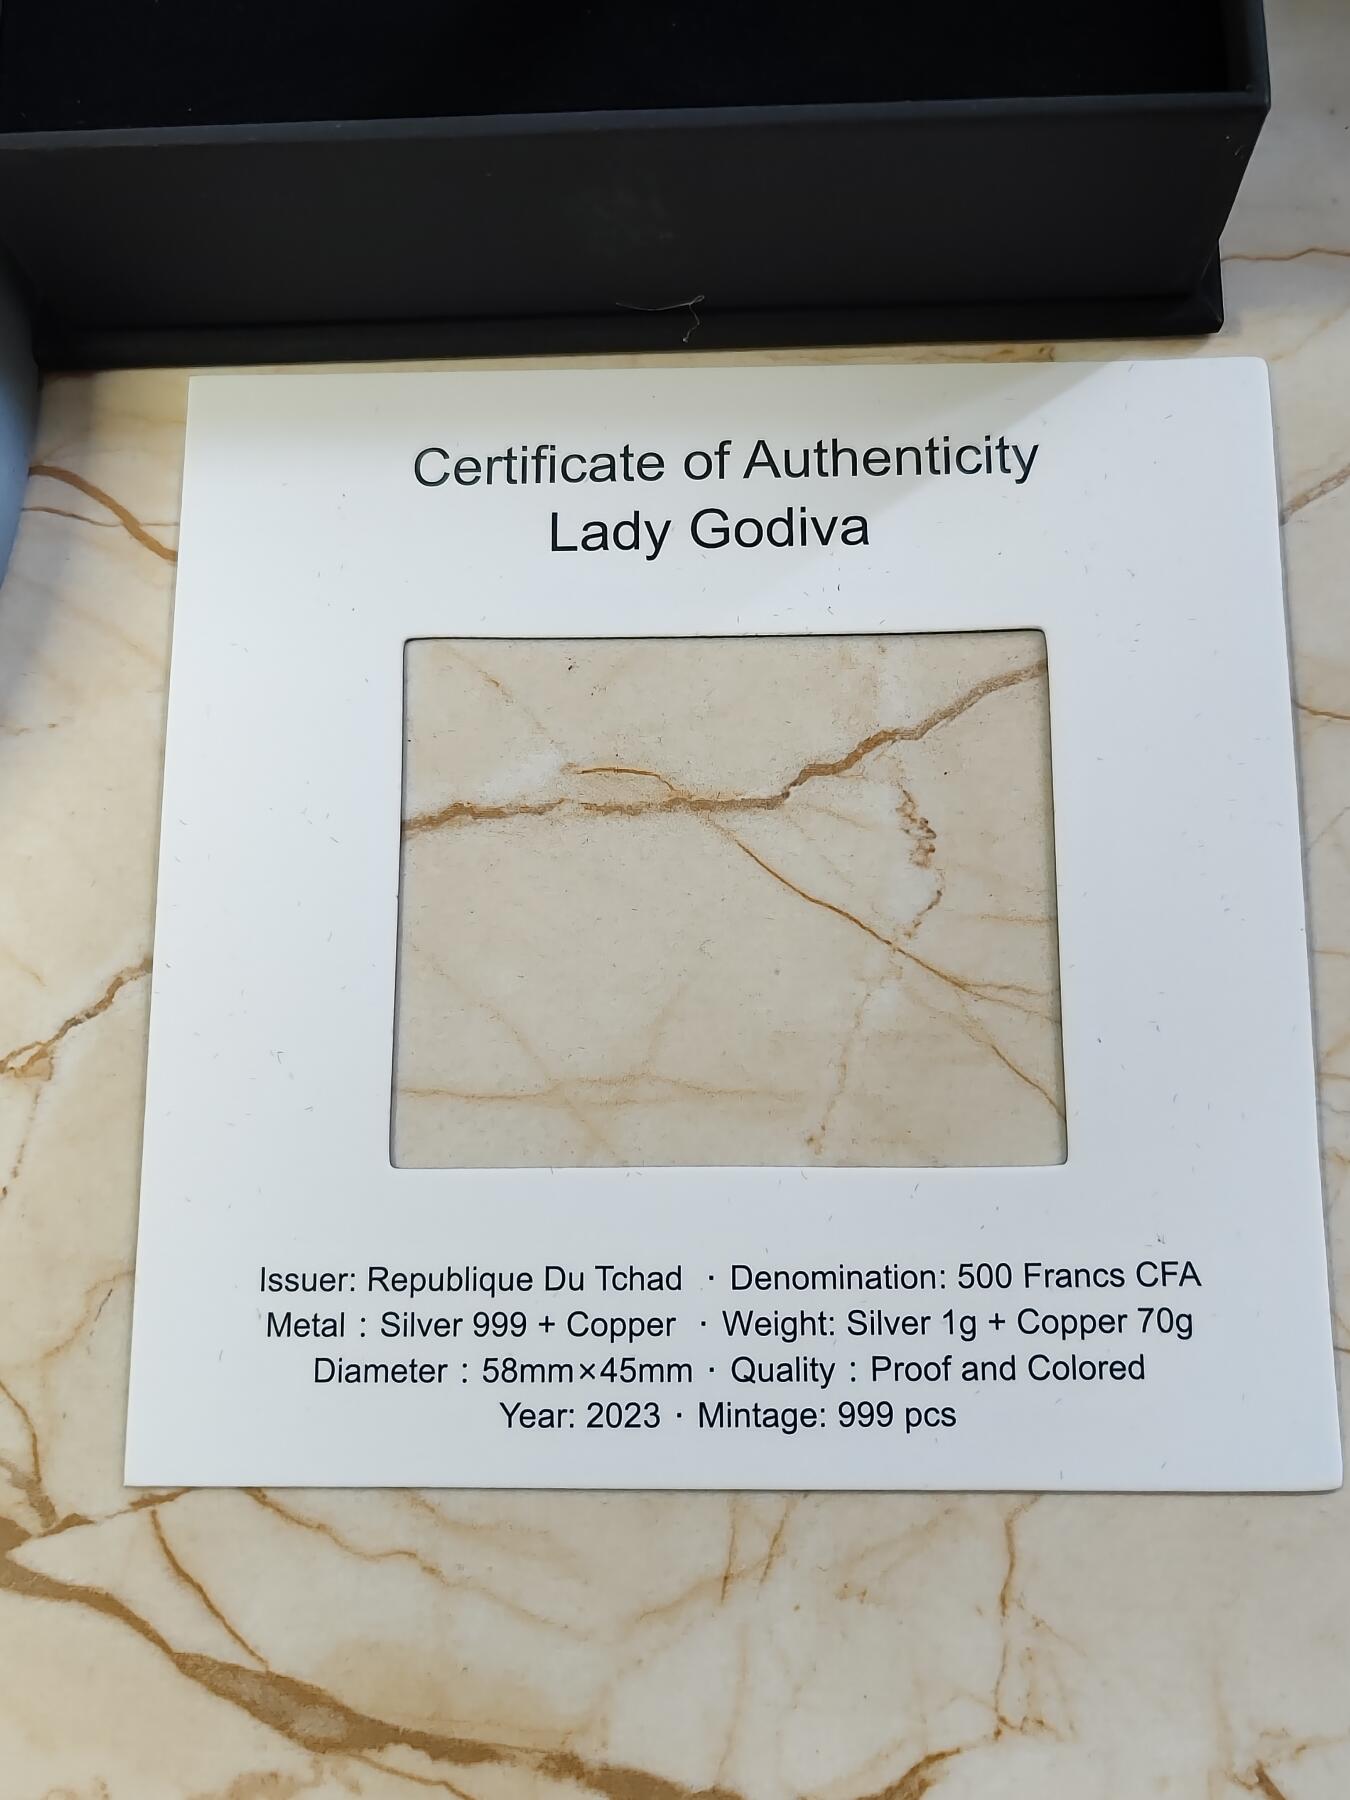 Certificate of Authenticity
Lady Godiva
Issuer: Republique Du Tchad · Denomination: 500 Francs CFA
Metal : Silver 999 + Copper · Weight: Silver 1g + Copper 70g
Diameter : 58mm×45mm · Quality : Proof and Colored
Year: 2023 · Mintage: 999 pcs